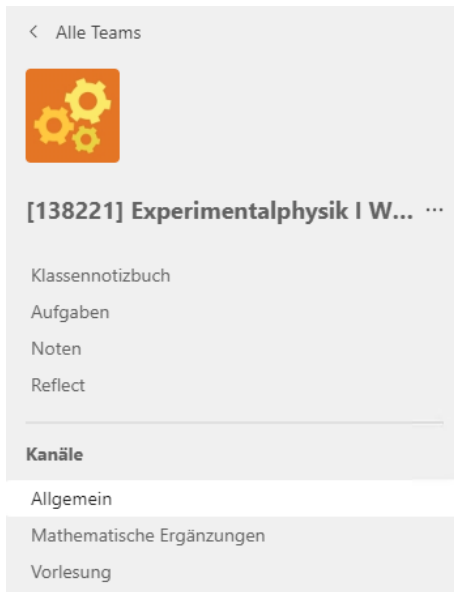 Alle Teams
[138221] Experimentalphysik I W... ...
Klassennotizbuch
Aufgaben
Noten
Reflect
Kanäle
Allgemein
Mathematische Ergänzungen
Vorlesung